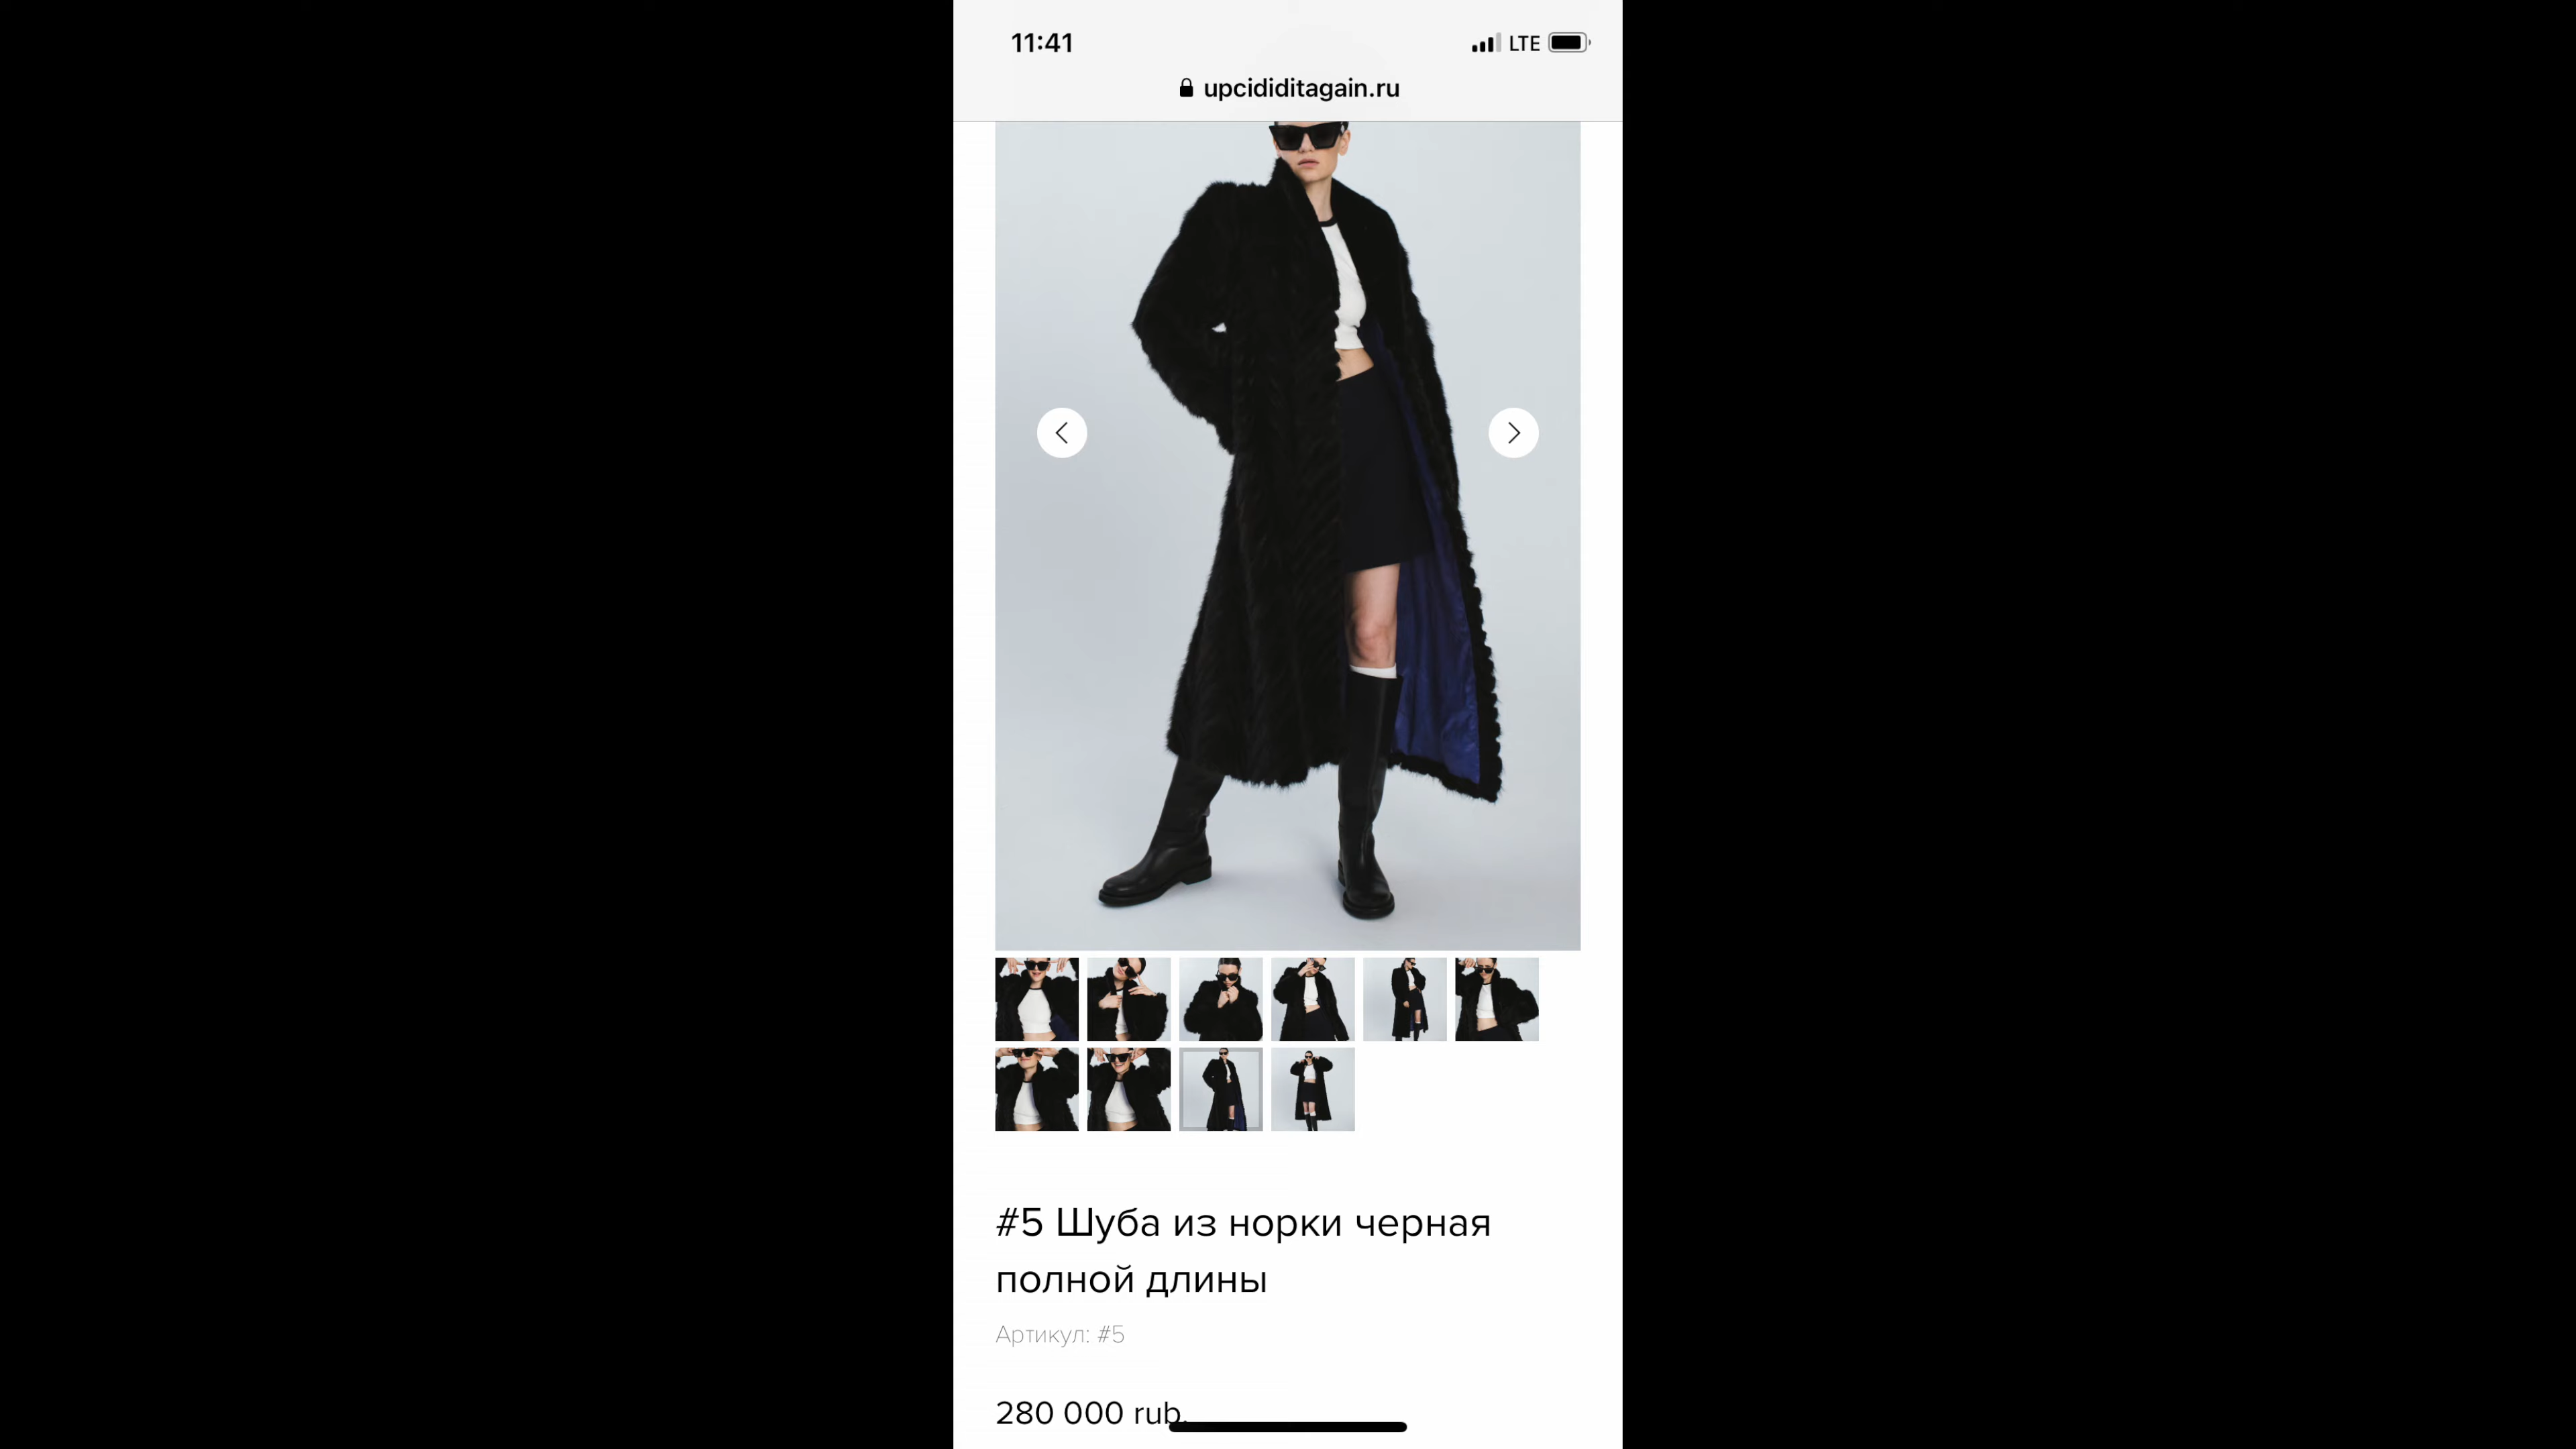 11:41
LTE
upcididitagain.ru
#5 Шуба из норки черная
полной длины
Артикул: #5
280 000 rub.